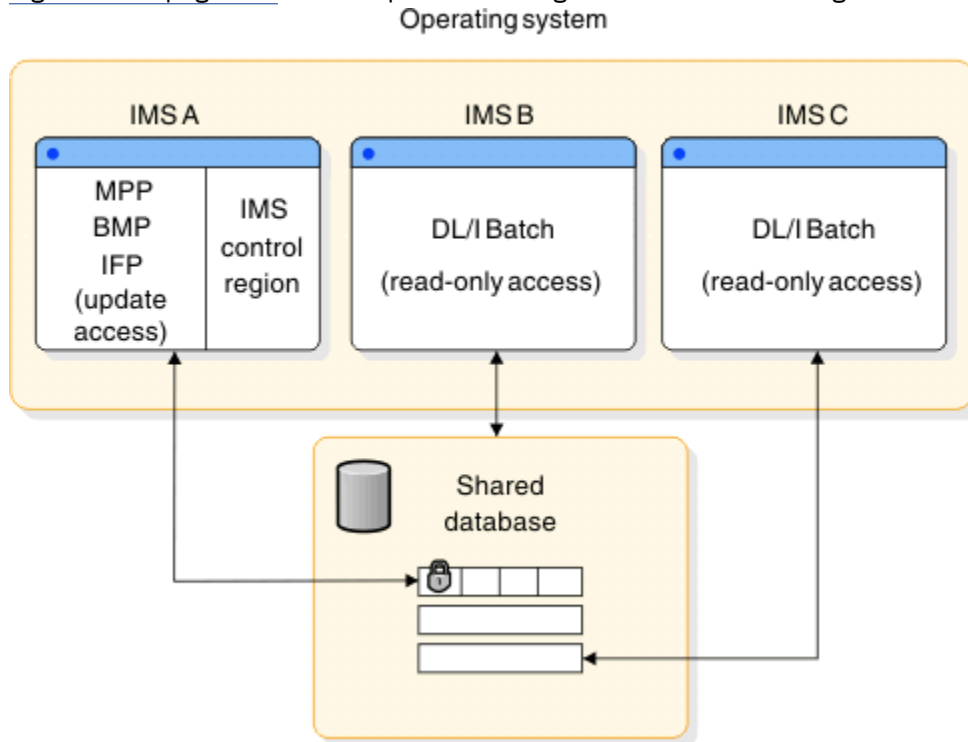 Operating system
IMS A
IMS B
IMS C
MPP
BMP
IFP
(update
access)
IMS
control
region
DL/I Batch
(read-only access)
DL/I Batch
(read-only access)
Shared
database
1